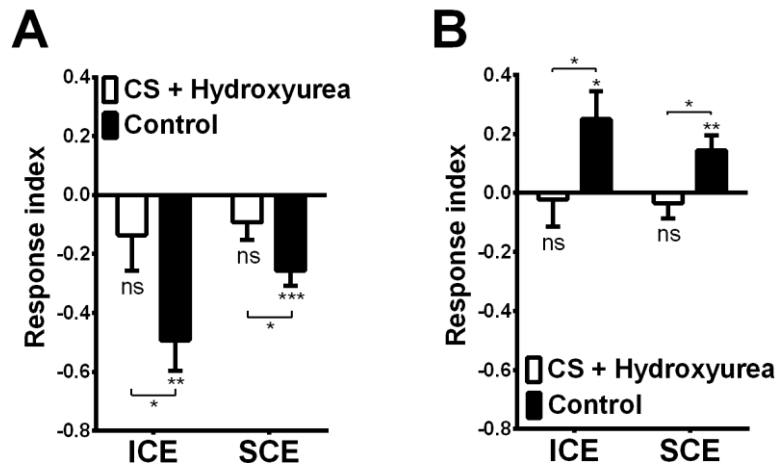 A
Response index
0.4
0.2
0.0
-0.2
-0.4
-0.6
-0.8
CS + Hydroxyurea
Control
ns
**
*
ns
***
*
ICE SCE
B
Response index
0.4
0.2
0.0
-0.2
-0.4
-0.6
-0.8
*
*
ns
*
**
ns
CS + Hydroxyurea
Control
ICE SCE